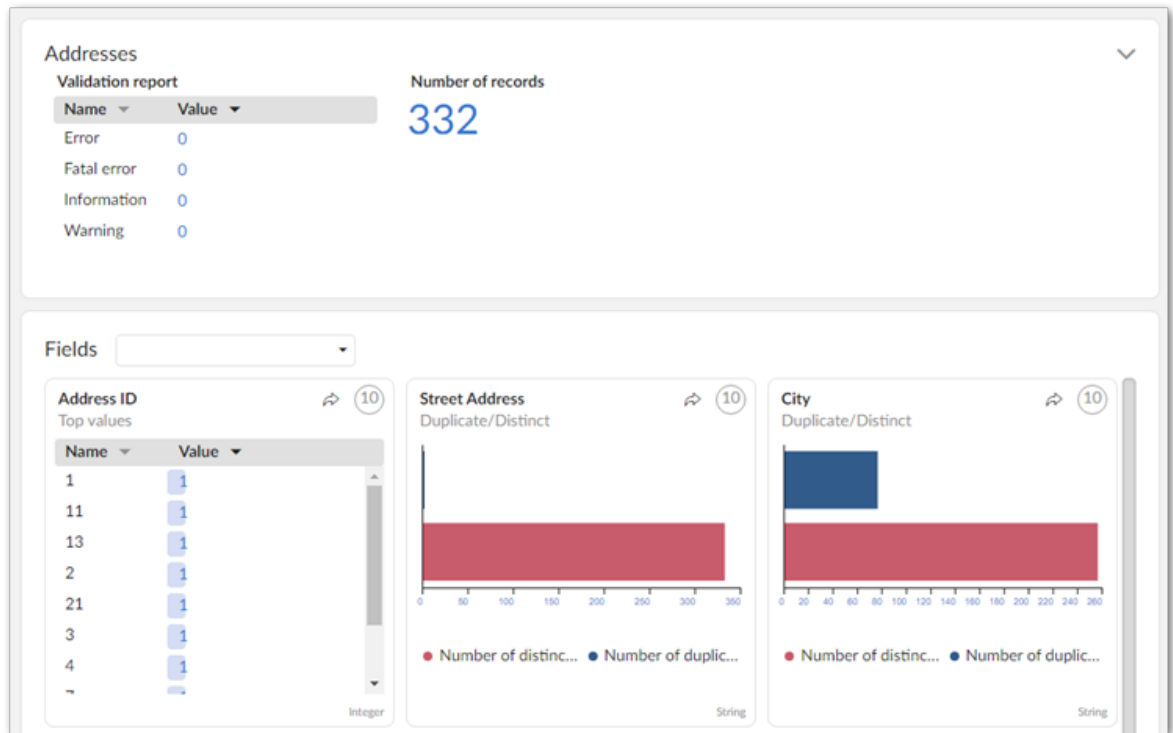 Addresses
Validation report
Number of records
Name Value
332
Error 0
Fatal error 0
Information 0
Warning 0
Fields
Address ID 10
Top values
Name Value
1 1
11 1
13 1
2 1
21 1
3 1
4 1
Integer
Street Address 10
Duplicate/Distinct
0 50 100 150 200 250 300 350
Number of distinc... Number of duplic...
String
City 10
Duplicate/Distinct
0 20 40 60 80 100 120 140 160 180 200 220 240 260
Number of distinc... Number of duplic...
String